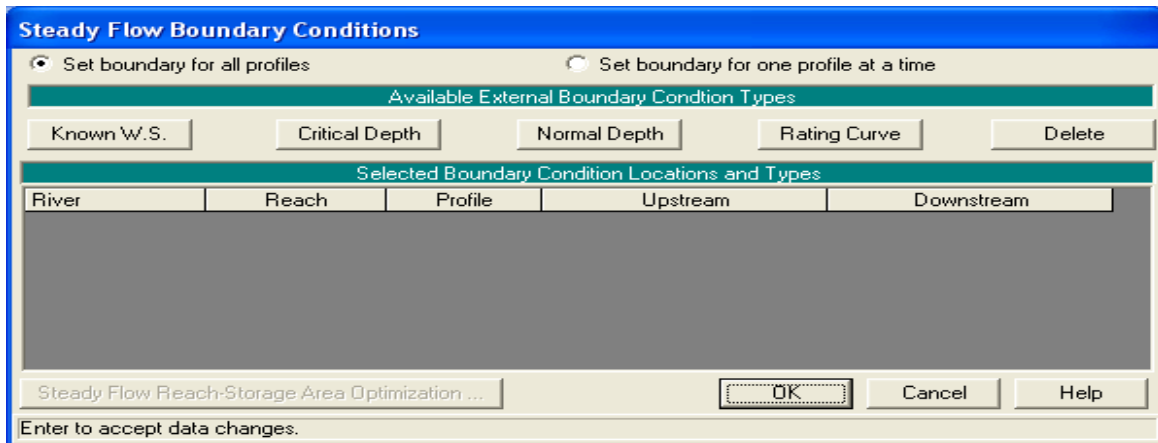 Steady Flow Boundary Conditions
Set boundary for all profiles Set boundary for one profile at a time
Available External Boundary Condtion Types
Known W.S. Critical Depth Normal Depth Rating Curve Delete
Selected Boundary Condition Locations and Types
River Reach Profile Upstream Downstream
Steady Flow Reach-Storage Area Optimization ... OK Cancel Help
Enter to accept data changes.